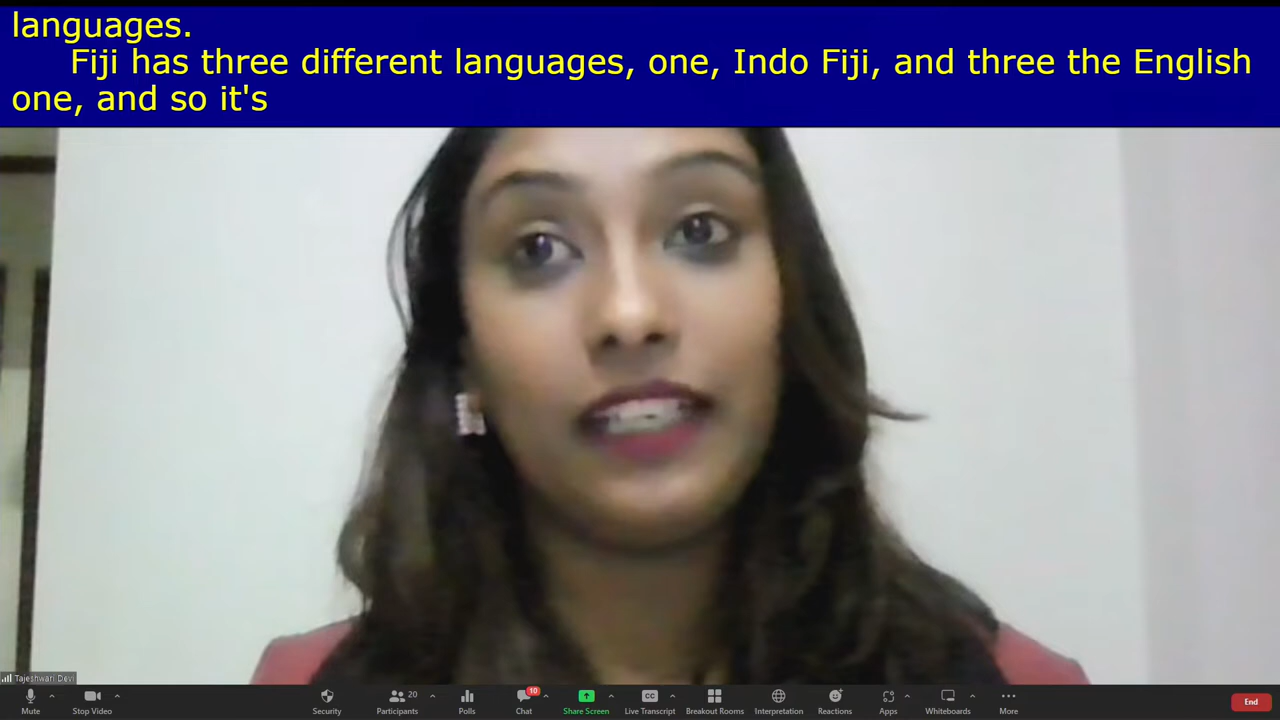 languages.
Fiji has three different languages, one, Indo Fiji, and three the English
one, and so it's
Tajeshwari Devi
Mute
Stop Video
Security
20
Participants
Polls
10
Chat
Share Screen
CC
Live Transcript
Breakout Rooms
Interpretation
Reactions
Apps
Whiteboards
More
End